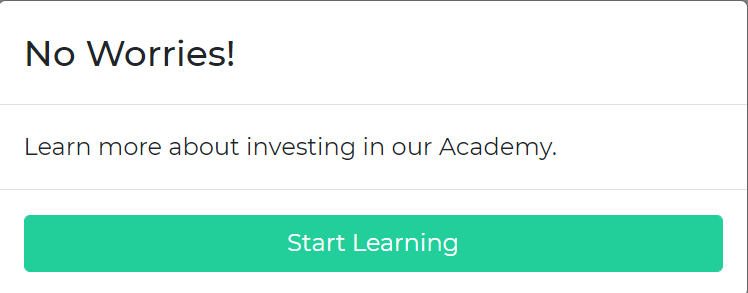 No Worries!
Learn more about investing in our Academy.
Start Learning